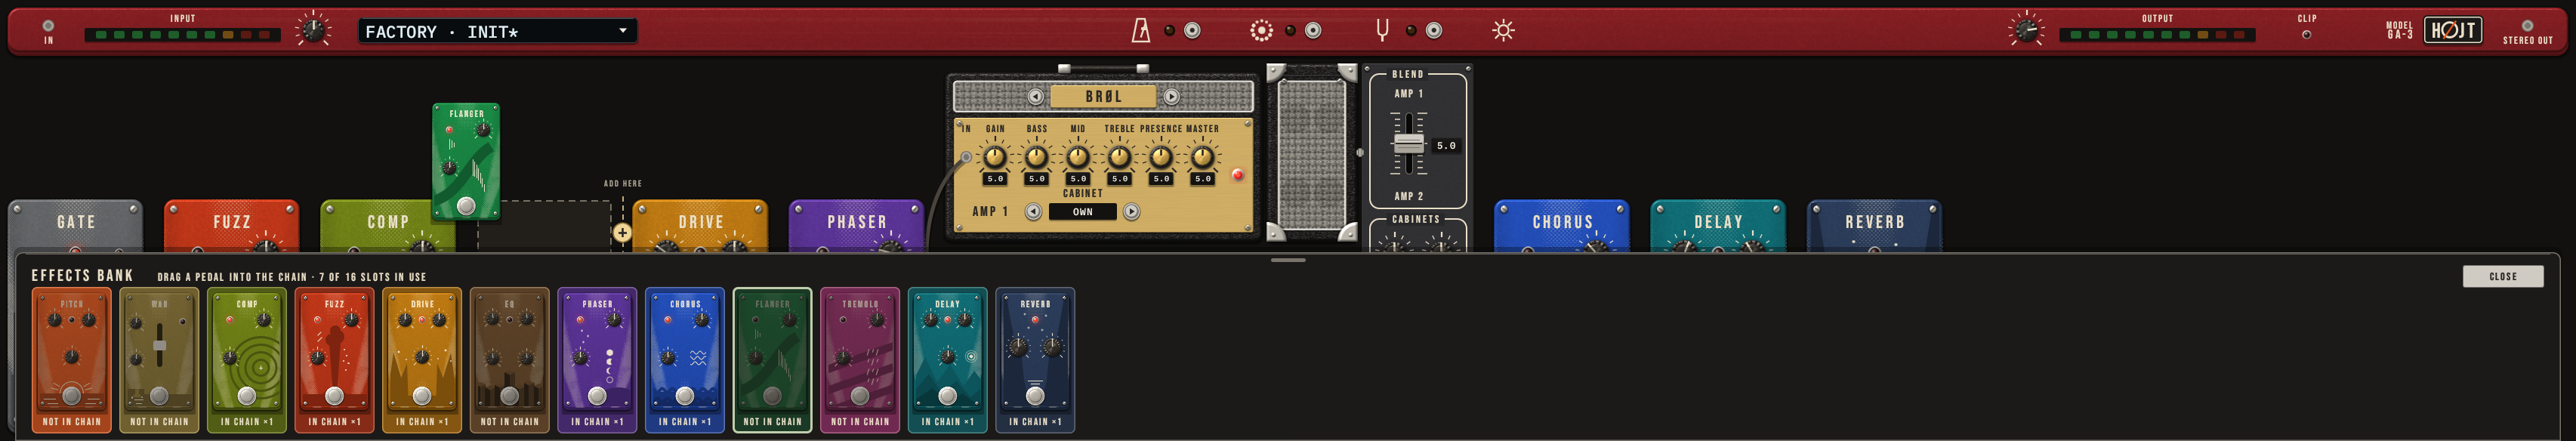 INPUT
IN
FACTORY · INIT*
OUTPUT
CLIP
MODEL
GA-3
HØJT
STEREO OUT
FLANGER
BRØL
IN GAIN BASS MID TREBLE PRESENCE MASTER
5.0 5.0 5.0 5.0 5.0 5.0
CABINET
AMP 1 OWN
BLEND
AMP 1
5.0
AMP 2
CABINETS
ADD HERE
GATE FUZZ COMP DRIVE PHASER CHORUS DELAY REVERB
EFFECTS BANK DRAG A PEDAL INTO THE CHAIN · 7 OF 16 SLOTS IN USE
CLOSE
PITCH WAH COMP FUZZ DRIVE EQ PHASER CHORUS FLANGER TREMOLO DELAY REVERB
NOT IN CHAIN NOT IN CHAIN IN CHAIN ×1 IN CHAIN ×1 IN CHAIN ×1 NOT IN CHAIN IN CHAIN ×1 IN CHAIN ×1 NOT IN CHAIN NOT IN CHAIN IN CHAIN ×1 IN CHAIN ×1